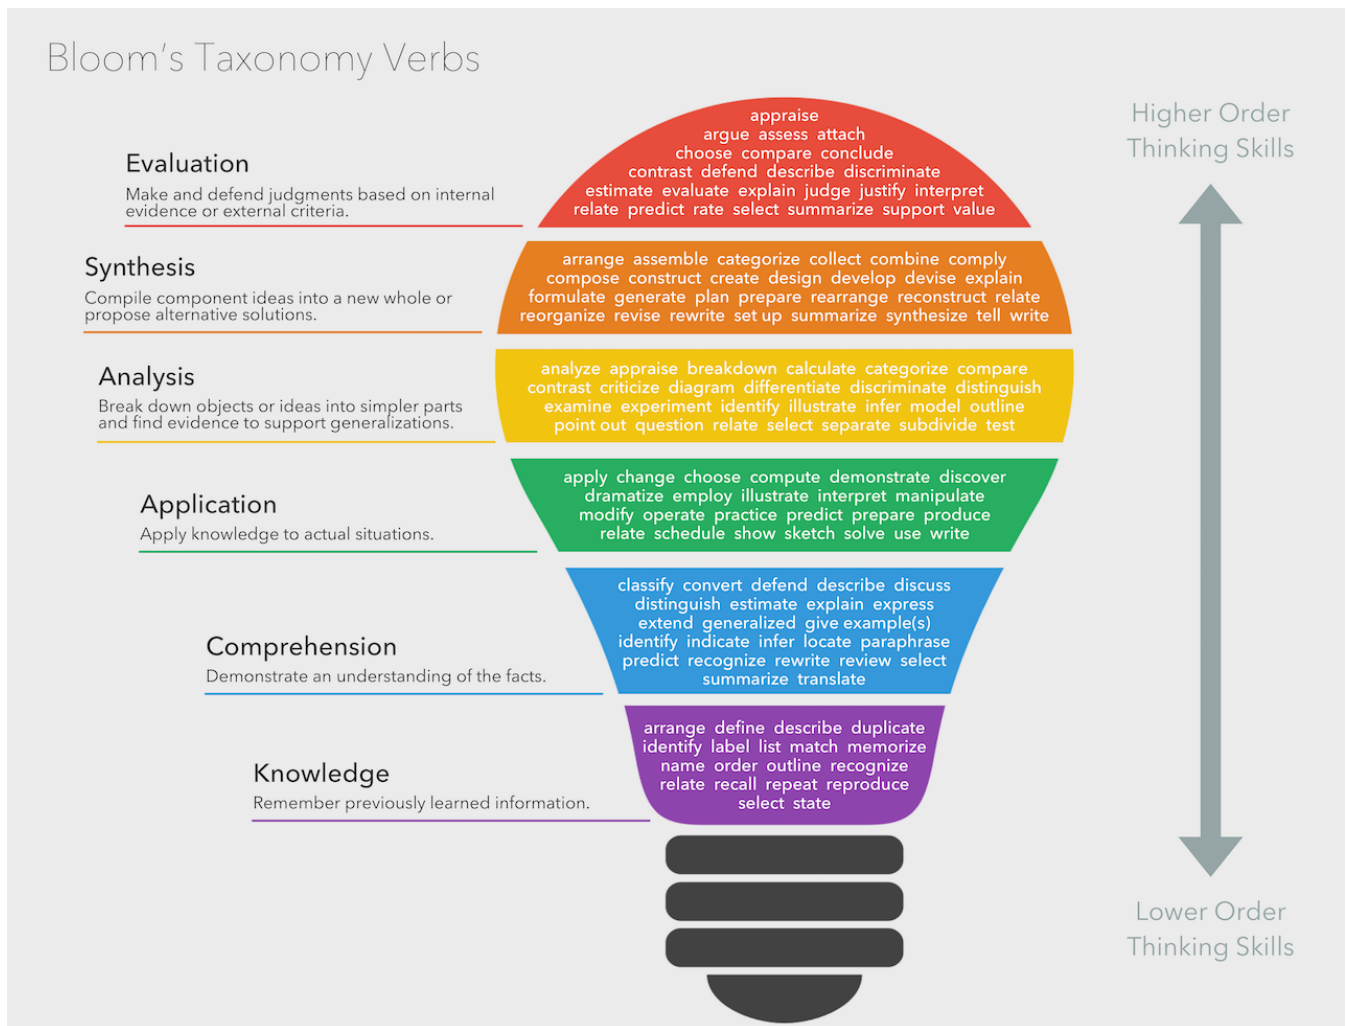 Bloom's Taxonomy Verbs
Higher Order
Thinking Skills
Evaluation
Make and defend judgments based on internal
evidence or external criteria.
appraise
argue assess attach
choose compare conclude
contrast defend describe discriminate
estimate evaluate explain judge justify interpret
relate predict rate select summarize support value
Synthesis
Compile component ideas into a new whole or
propose alternative solutions.
arrange assemble categorize collect combine comply
compose construct create design develop devise explain
formulate generate plan prepare rearrange reconstruct relate
reorganize revise rewrite set up summarize synthesize tell write
Analysis
Break down objects or ideas into simpler parts
and find evidence to support generalizations.
analyze appraise breakdown calculate categorize compare
contrast criticize diagram differentiate discriminate distinguish
examine experiment identify illustrate infer model outline
point out question relate select separate subdivide test
Application
Apply knowledge to actual situations.
apply change choose compute demonstrate discover
dramatize employ illustrate interpret manipulate
modify operate practice predict prepare produce
relate schedule show sketch solve use write
Comprehension
Demonstrate an understanding of the facts.
classify convert defend describe discuss
distinguish estimate explain express
extend generalized give example(s)
identify indicate infer locate paraphrase
predict recognize rewrite review select
summarize translate
Knowledge
Remember previously learned information.
arrange define describe duplicate
identify label list match memorize
name order outline recognize
relate recall repeat reproduce
select state
Lower Order
Thinking Skills